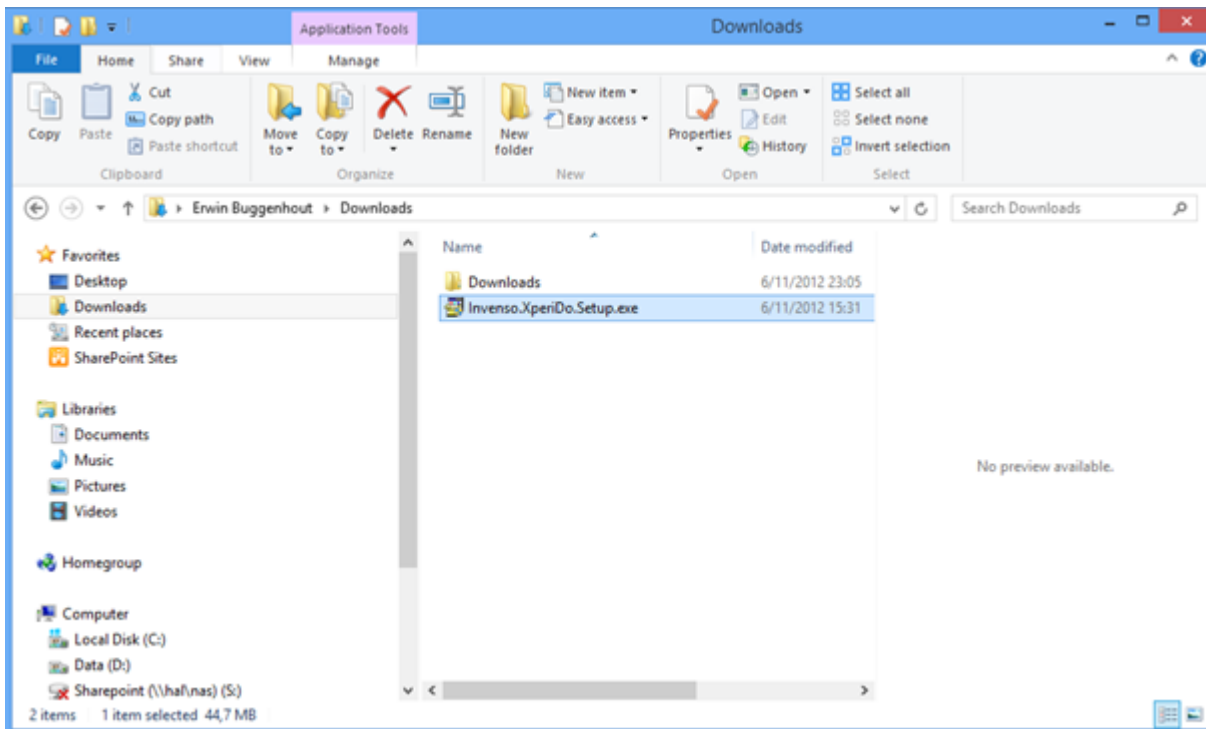 Application Tools
Downloads
File Home Share View Manage
Copy
Paste
Cut
Copy path
Paste shortcut
Clipboard
Move to
Copy to
Delete
Rename
Organize
New folder
New item
Easy access
New
Properties
Open
Edit
History
Open
Select all
Select none
Invert selection
Select
Erwin Buggenhout Downloads
Search Downloads
Favorites
Desktop
Downloads
Recent places
SharePoint Sites
Libraries
Documents
Music
Pictures
Videos
Homegroup
Computer
Local Disk (C:)
Data (D:)
Sharepoint (\\hal\nas) (S:)
Name Date modified
Downloads 6/11/2012 23:05
Invenso.XperiDo.Setup.exe 6/11/2012 15:31
No preview available.
2 items 1 item selected 44,7 MB